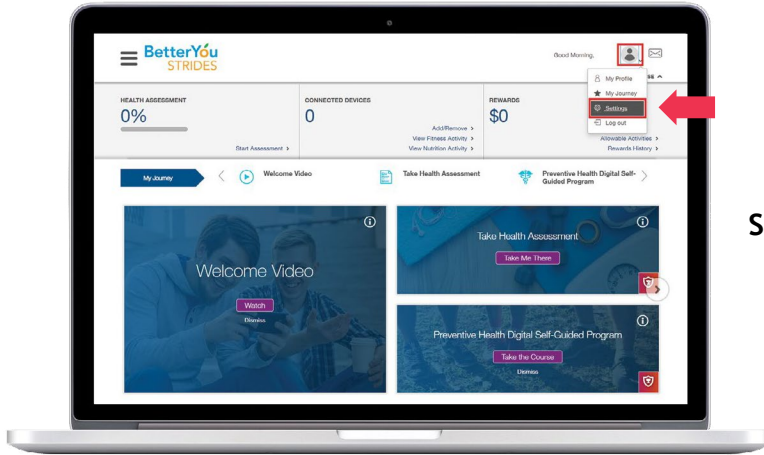 BetterYóu
STRIDES
Good Morning,
My Profile
My Journey
Settings
Log out
HEALTH ASSESSMENT
0%
Start Assessment >
CONNECTED DEVICES
0
Add/Remove >
View Fitness Activity >
View Nutrition Activity >
REWARDS
$0
Allowable Activities >
Rewards History >
My Journey
Welcome Video
Take Health Assessment
Preventive Health Digital Self-
Guided Program
Welcome Video
Watch
Dismiss
Take Health Assessment
Take Me There
Preventive Health Digital Self-Guided Program
Take the Course
Dismiss
S